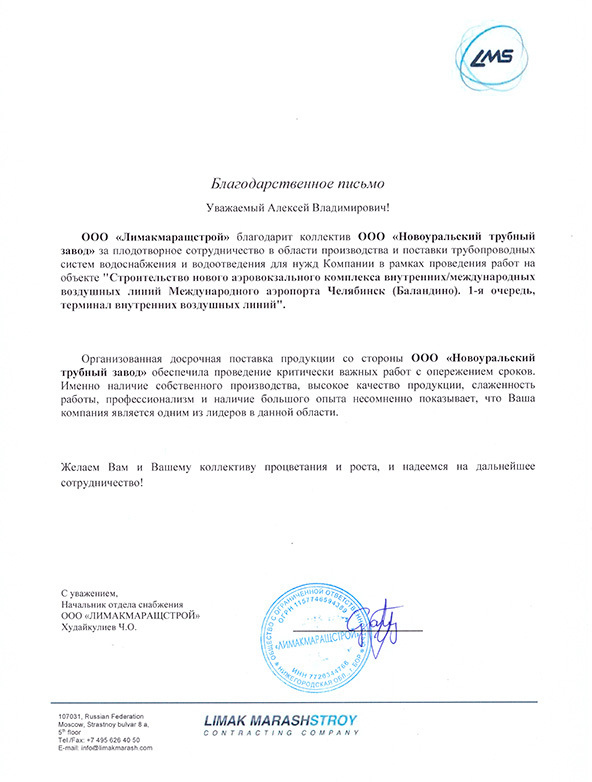 LMS
Благодарственное письмо
Уважаемый Алексей Владимирович!
ООО «Лимакмаращстрой» благодарит коллектив ООО «Новоуральский трубный
завод» за плодотворное сотрудничество в области производства и поставки трубопроводных
систем водоснабжения и водоотведения для нужд Компании в рамках проведения работ на
объекте "Строительство нового аэровокзального комплекса внутренних/международных
воздушных линий Международного аэропорта Челябинск (Баландино). 1-я очередь,
терминал внутренних воздушных линий".
Организованная досрочная поставка продукции со стороны ООО «Новоуральский
трубный завод» обеспечила проведение критически важных работ с опережением сроков.
Именно наличие собственного производства, высокое качество продукции, слаженность
работы, профессионализм и наличие большого опыта несомненно показывает, что Ваша
компания является одним из лидеров в данной области.
Желаем Вам и Вашему коллективу процветания и роста, и надеемся на дальнейшее
сотрудничество!
С уважением,
Начальник отдела снабжения
ООО «ЛИМАКМАРАЩСТРОЙ»
Худайкулиев Ч.О.
ОБЩЕСТВО С ОГРАНИЧЕННОЙ ОТВЕТСТВЕННОСТЬЮ
«ЛИМАКМАРАЩСТРОЙ»
НИЖЕГОРОДСКАЯ ОБЛ. Г.БОР
107031, Russian Federation
Moscow, Strastnoy bulvar 8 a,
5th floor
Tel./Fax: +7 495 626 40 50
E-mail: info@limakmarash.com
LIMAK MARASHSTROY
CONTRACTING COMPANY